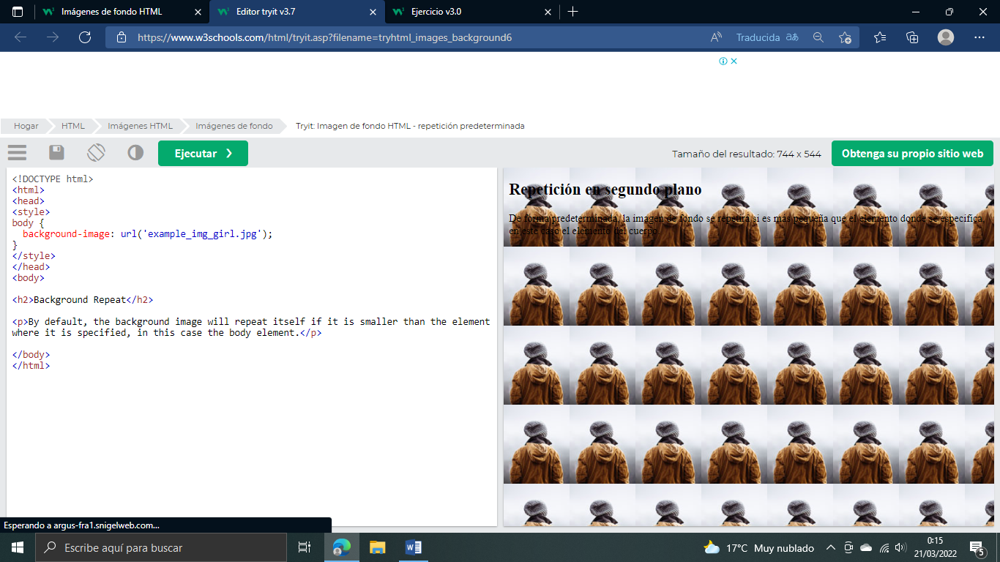 Imágenes de fondo HTML
Editor tryit v3.7
Ejercicio v3.0
https://www.w3schools.com/html/tryit.asp?filename=tryhtml_images_background6
Traducida
Hogar
HTML
Imágenes HTML
Imágenes de fondo
Tryit: Imagen de fondo HTML - repetición predeterminada
Ejecutar ❯
Tamaño del resultado: 744 x 544
Obtenga su propio sitio web
<!DOCTYPE html>
<html>
<head>
<style>
body {
  background-image: url('example_img_girl.jpg');
}
</style>
</head>
<body>
<h2>Background Repeat</h2>
<p>By default, the background image will repeat itself if it is smaller than the element
where it is specified, in this case the body element.</p>
</body>
</html>
Repetición en segundo plano
De forma predeterminada, la imagen de fondo se repetirá si es más pequeña que el elemento donde se especifica,
en este caso el elemento del cuerpo.
Esperando a argus-fra1.snigelweb.com...
Escribe aquí para buscar
17°C Muy nublado
0:15
21/03/2022
5